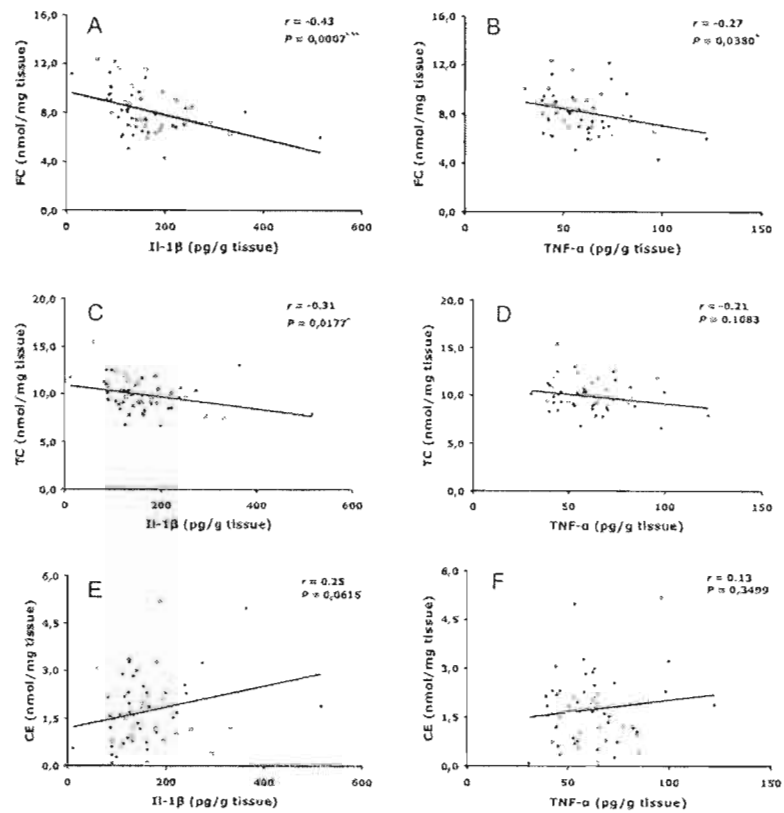 A
r = -0.43
P = 0,0007***
16,0
12,0
8,0
4,0
0,0
FC (nmol/mg tissue)
0
200
400
600
Il-1β (pg/g tissue)
B
r = -0.27
P = 0,0380*
16,0
12,0
8,0
4,0
0,0
FC (nmol/mg tissue)
0
50
100
150
TNF-α (pg/g tissue)
C
r = -0.31
P = 0,0177*
20,0
15,0
10,0
5,0
0,0
TC (nmol/mg tissue)
0
200
400
600
Il-1β (pg/g tissue)
D
r = -0.21
P = 0.1083
20,0
15,0
10,0
5,0
0,0
TC (nmol/mg tissue)
0
50
100
150
TNF-α (pg/g tissue)
E
r = 0.25
P = 0,0615
6,0
4,5
3,0
1,5
0,0
CE (nmol/mg tissue)
0
200
400
600
Il-1β (pg/g tissue)
F
r = 0.13
P = 0,3499
6,0
4,5
3,0
1,5
0,0
CE (nmol/mg tissue)
0
50
100
150
TNF-α (pg/g tissue)